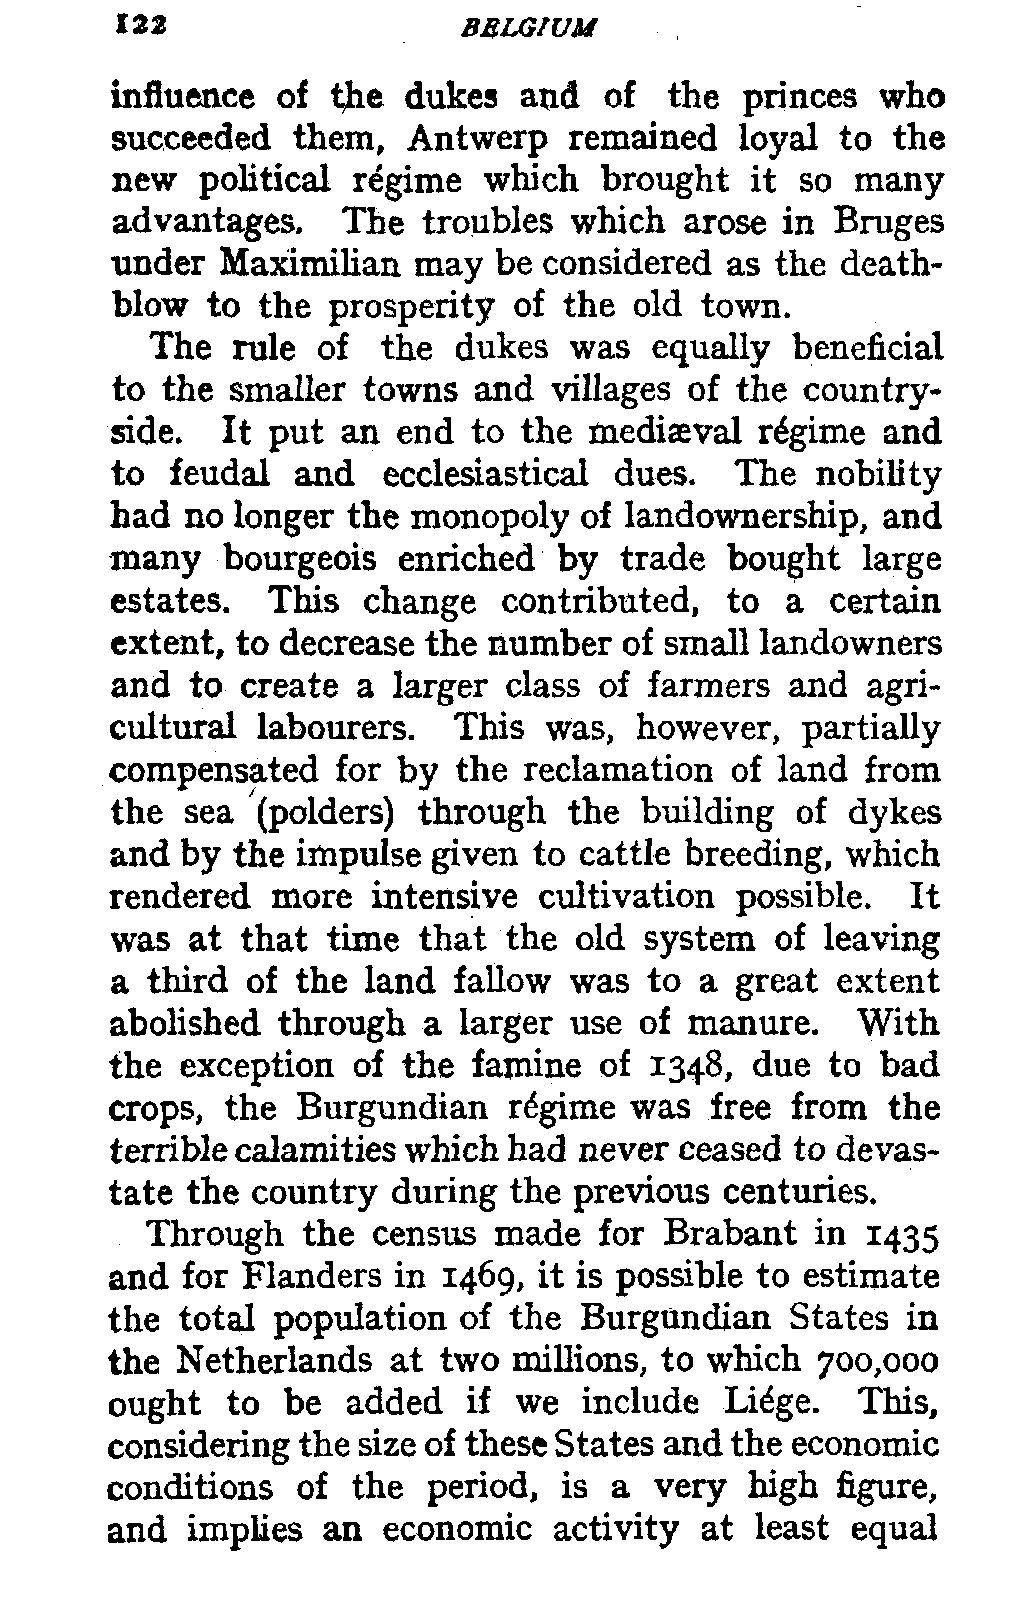 122 BELGIUM
influence of the dukes and of the princes who
succeeded them, Antwerp remained loyal to the
new political régime which brought it so many
advantages. The troubles which arose in Bruges
under Maximilian may be considered as the death-
blow to the prosperity of the old town.
The rule of the dukes was equally beneficial
to the smaller towns and villages of the country-
side. It put an end to the mediæval régime and
to feudal and ecclesiastical dues. The nobility
had no longer the monopoly of landownership, and
many bourgeois enriched by trade bought large
estates. This change contributed, to a certain
extent, to decrease the number of small landowners
and to create a larger class of farmers and agri-
cultural labourers. This was, however, partially
compensated for by the reclamation of land from
the sea (polders) through the building of dykes
and by the impulse given to cattle breeding, which
rendered more intensive cultivation possible. It
was at that time that the old system of leaving
a third of the land fallow was to a great extent
abolished through a larger use of manure. With
the exception of the famine of 1348, due to bad
crops, the Burgundian régime was free from the
terrible calamities which had never ceased to devas-
tate the country during the previous centuries.
Through the census made for Brabant in 1435
and for Flanders in 1469, it is possible to estimate
the total population of the Burgundian States in
the Netherlands at two millions, to which 700,000
ought to be added if we include Liége. This,
considering the size of these States and the economic
conditions of the period, is a very high figure,
and implies an economic activity at least equal